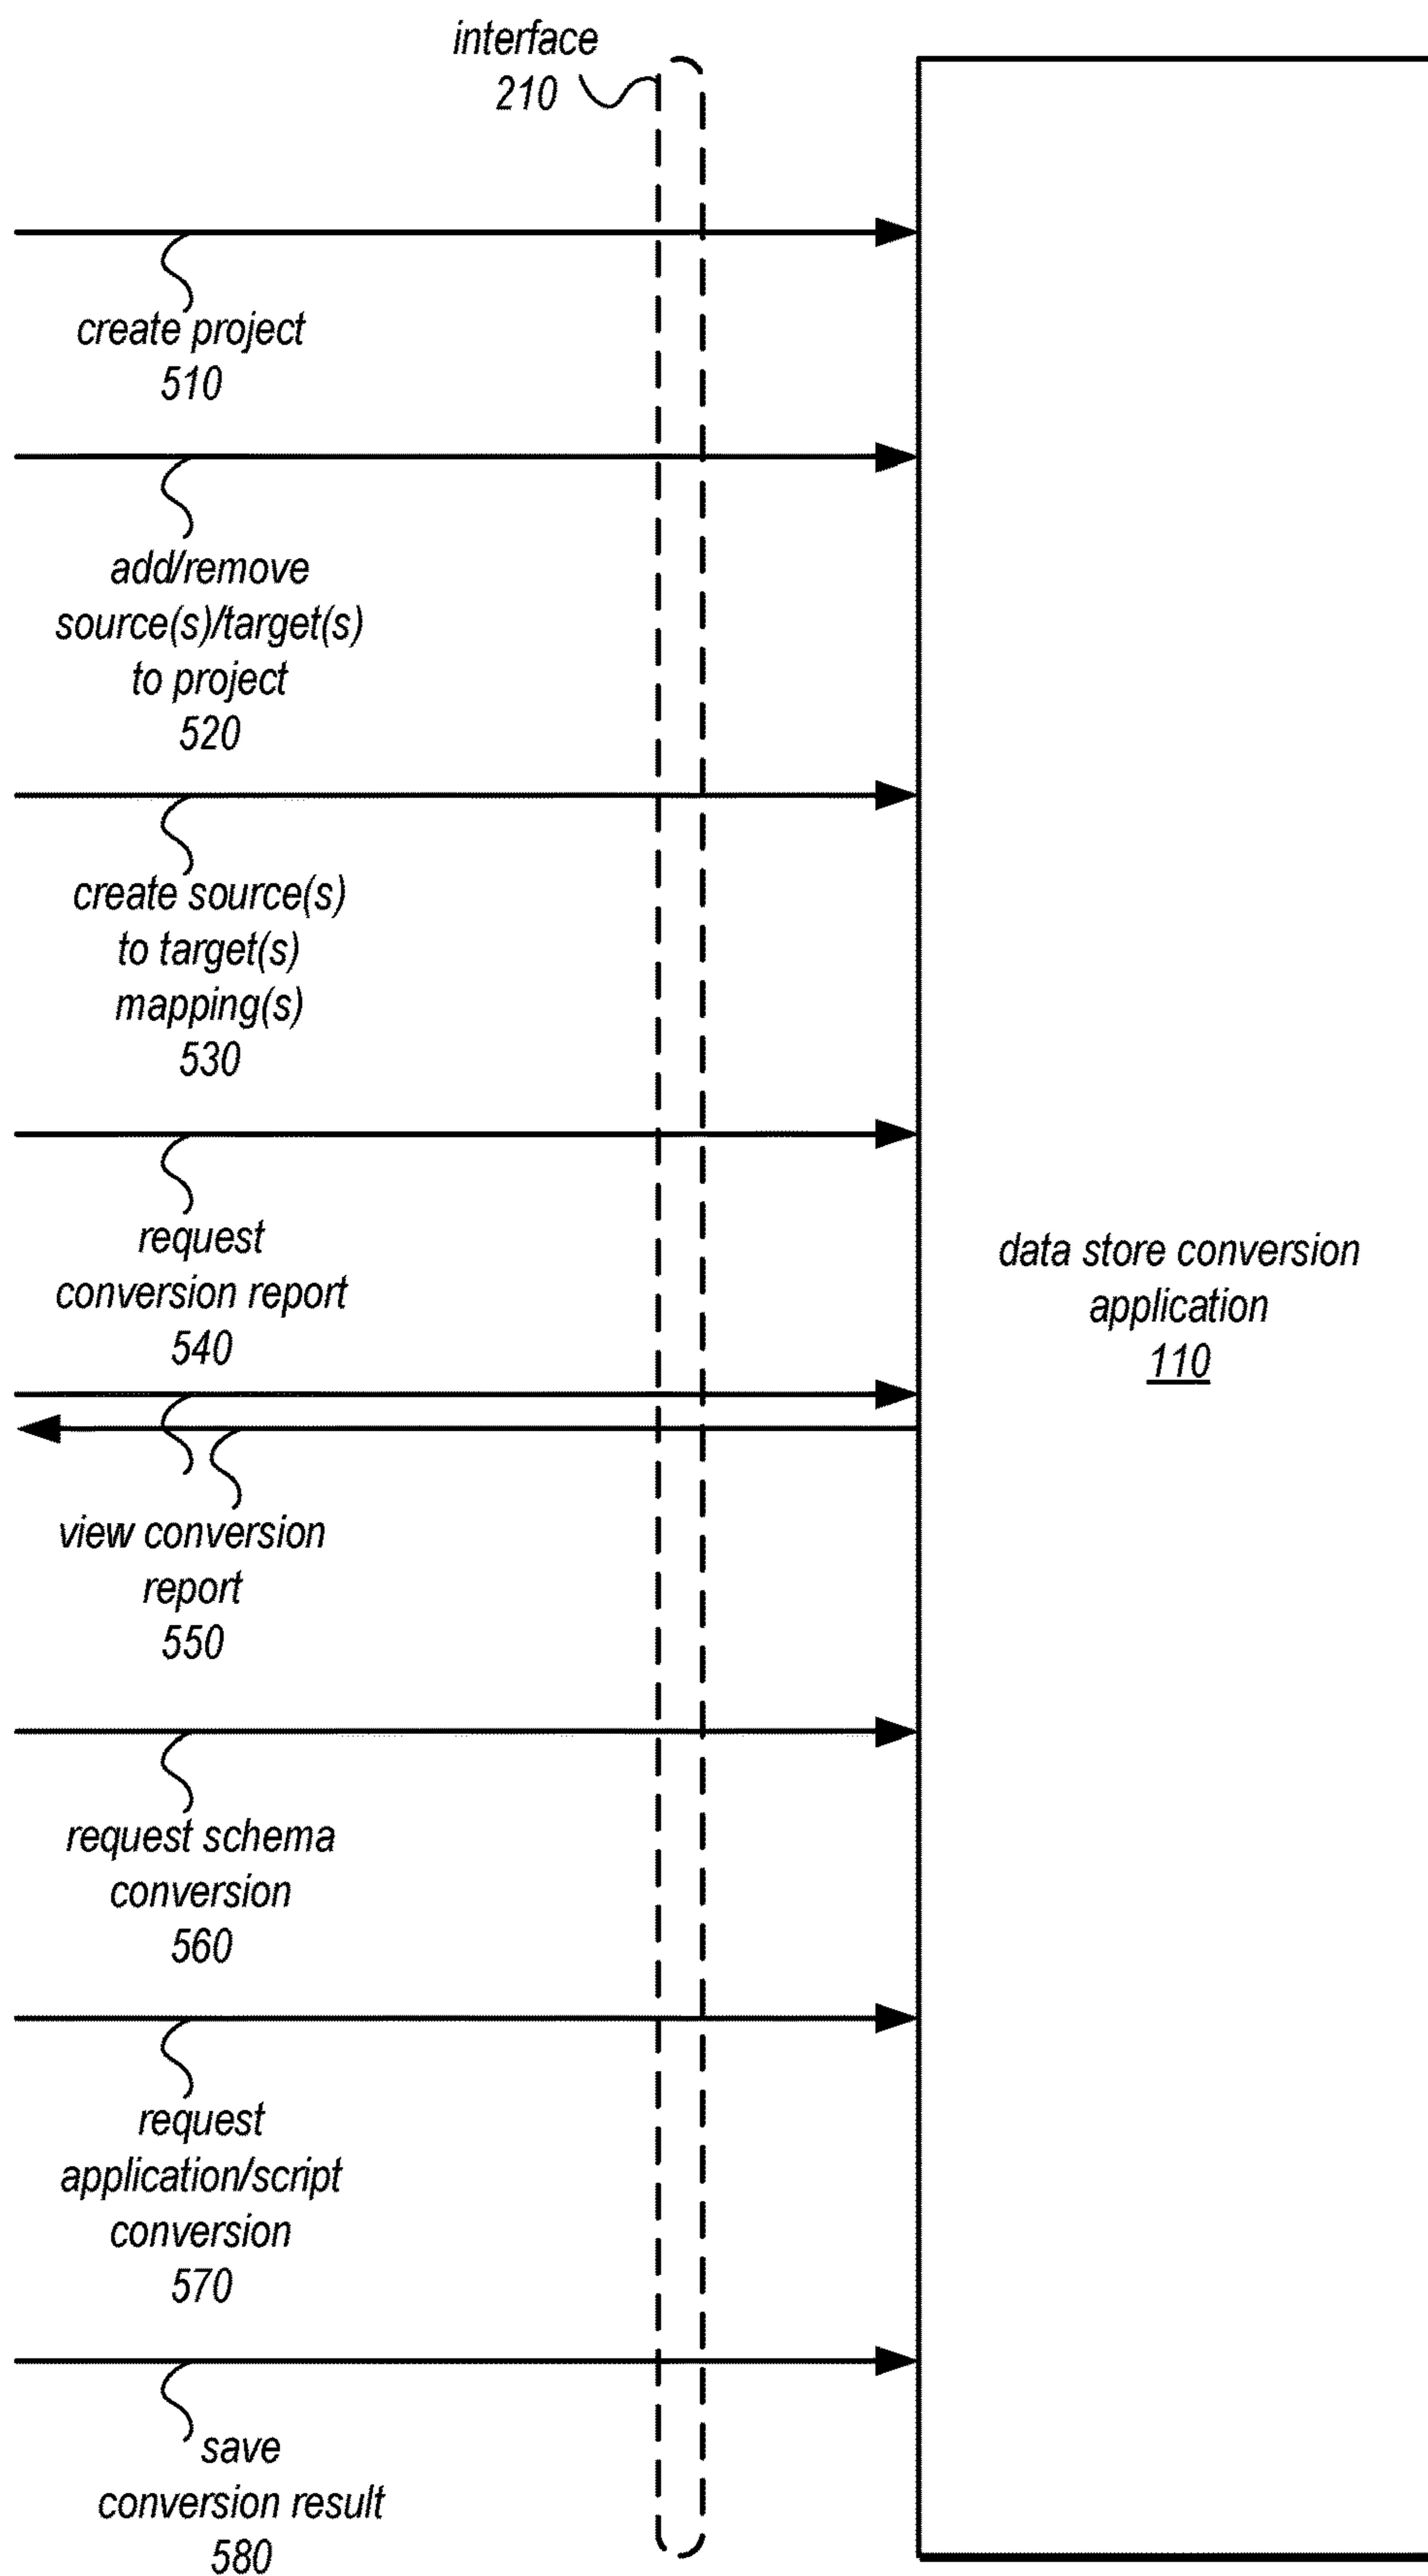 interface
210
create project
510
add/remove
source(s)/target(s)
to project
520
create source(s)
to target(s)
mapping(s)
530
request
conversion report
540
data store conversion
application
110
view conversion
report
550
request schema
conversion
560
request
application/script
conversion
570
save
conversion result
580